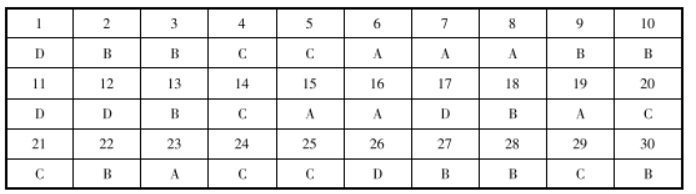 1 2 3 4 5 6 7 8 9 10
D B B C C A A A B B
11 12 13 14 15 16 17 18 19 20
D D B C A A D B A C
21 22 23 24 25 26 27 28 29 30
C B A C C D B B C B